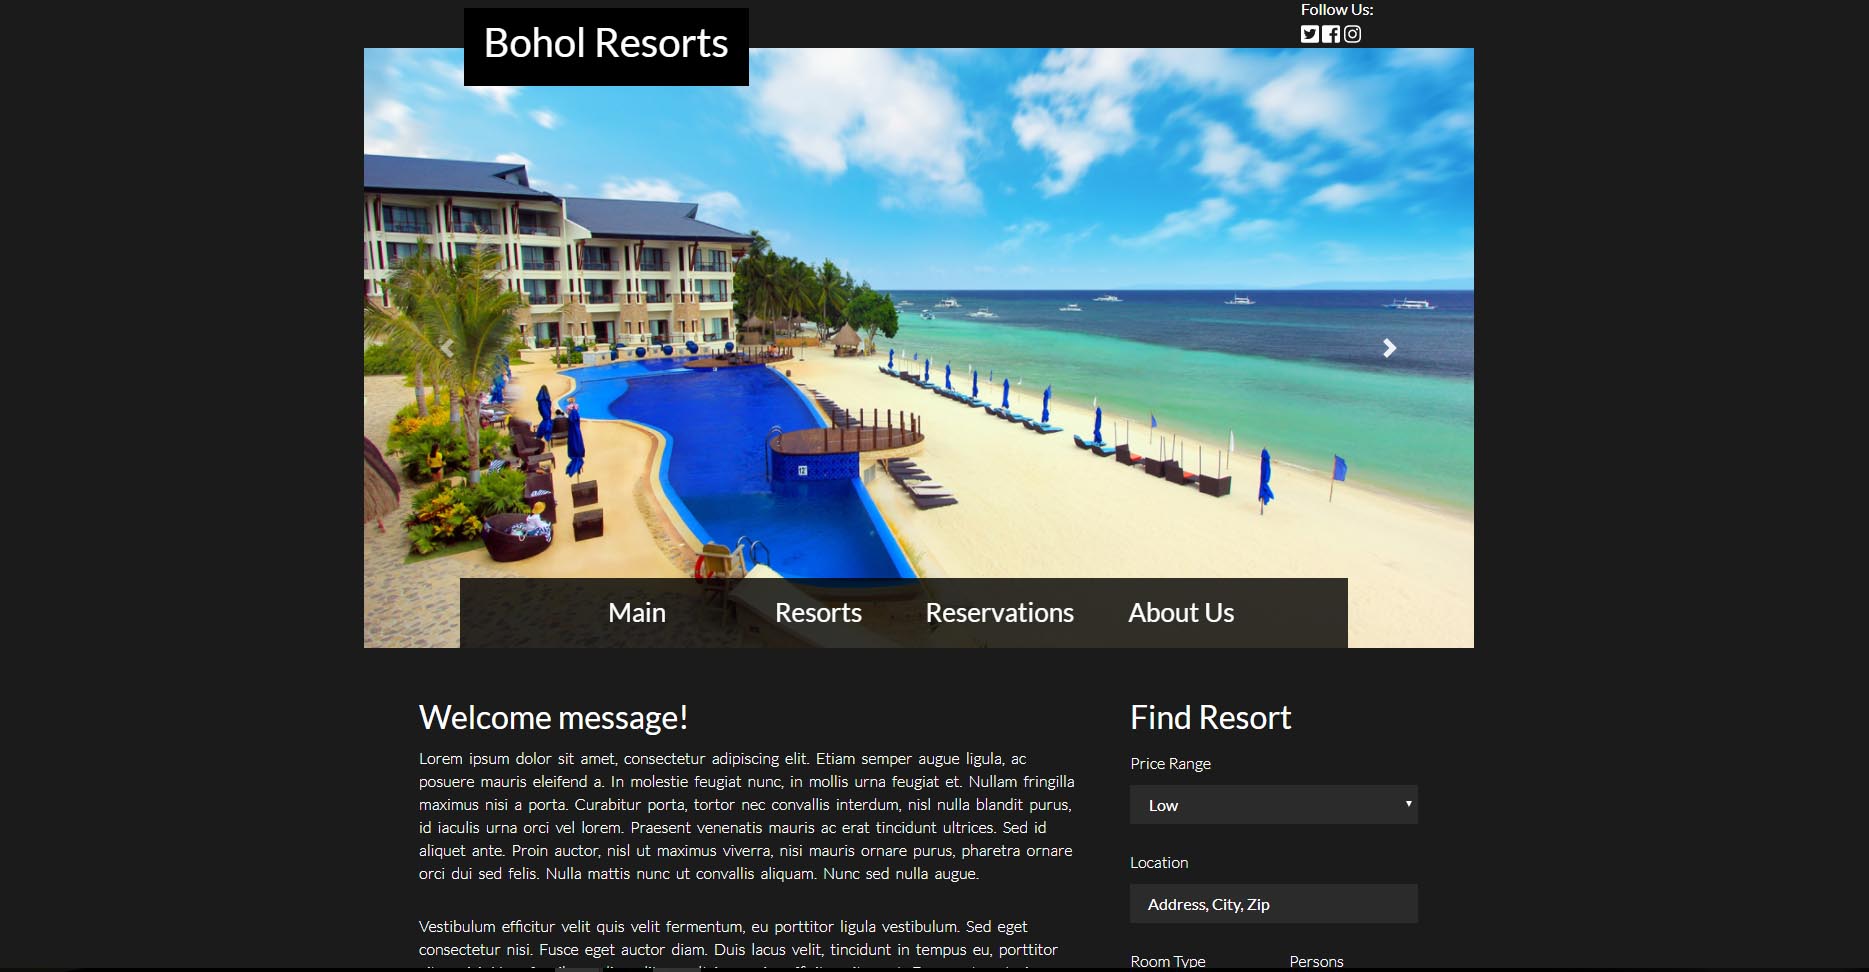 Bohol Resorts
Follow Us:
Main Resorts Reservations About Us
Welcome message!
Lorem ipsum dolor sit amet, consectetur adipiscing elit. Etiam semper augue ligula, ac
posuere mauris eleifend a. In molestie feugiat nunc, in mollis urna feugiat et. Nullam fringilla
maximus nisi a porta. Curabitur porta, tortor nec convallis interdum, nisl nulla blandit purus,
id iaculis urna orci vel lorem. Praesent venenatis mauris ac erat tincidunt ultrices. Sed id
aliquet ante. Proin auctor, nisl ut maximus viverra, nisi mauris ornare purus, pharetra ornare
orci dui sed felis. Nulla mattis nunc ut convallis aliquam. Nunc sed nulla augue.
Vestibulum efficitur velit quis velit fermentum, eu porttitor ligula vestibulum. Sed eget
consectetur nisi. Fusce eget auctor diam. Duis lacus velit, tincidunt in tempus eu, porttitor
Find Resort
Price Range
Low
Location
Address, City, Zip
Room Type Persons